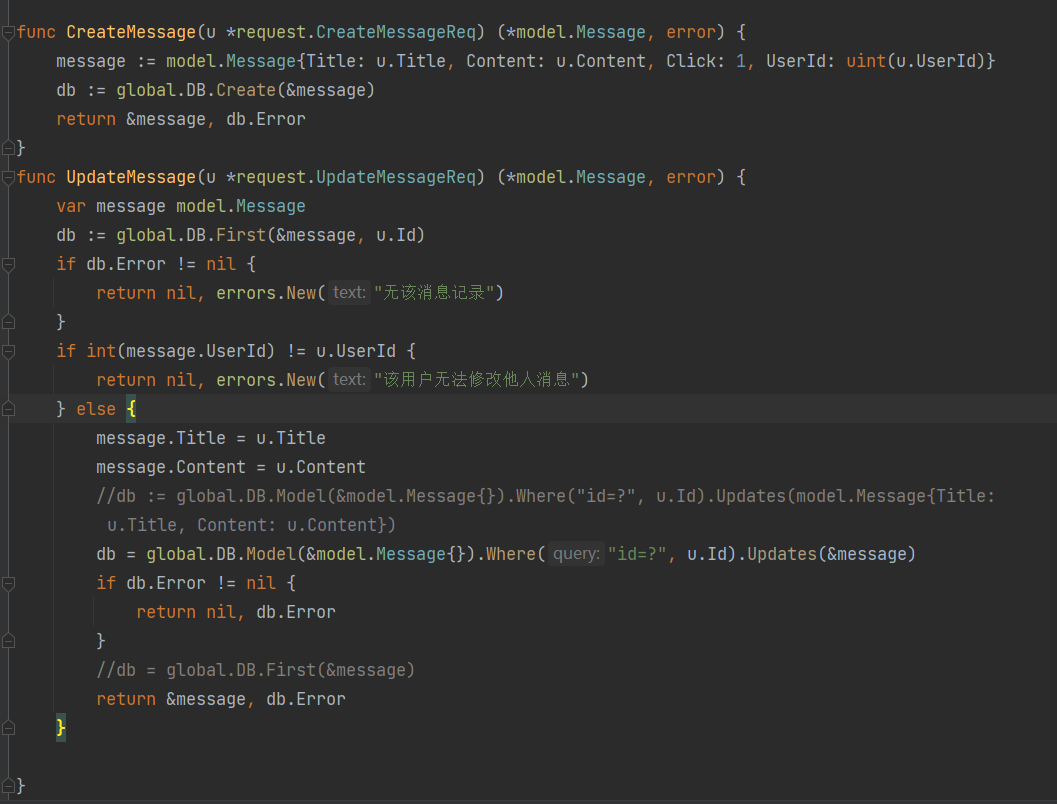 func CreateMessage(u *request.CreateMessageReq) (*model.Message, error) {
    message := model.Message{Title: u.Title, Content: u.Content, Click: 1, UserId: uint(u.UserId)}
    db := global.DB.Create(&message)
    return &message, db.Error
}
func UpdateMessage(u *request.UpdateMessageReq) (*model.Message, error) {
    var message model.Message
    db := global.DB.First(&message, u.Id)
    if db.Error != nil {
        return nil, errors.New( text: "无该消息记录")
    }
    if int(message.UserId) != u.UserId {
        return nil, errors.New( text: "该用户无法修改他人消息")
    } else {
        message.Title = u.Title
        message.Content = u.Content
        //db := global.DB.Model(&model.Message{}).Where("id=?", u.Id).Updates(model.Message{Title:
         u.Title, Content: u.Content})
        db = global.DB.Model(&model.Message{}).Where( query: "id=?", u.Id).Updates(&message)
        if db.Error != nil {
            return nil, db.Error
        }
        //db = global.DB.First(&message)
        return &message, db.Error
    }
}